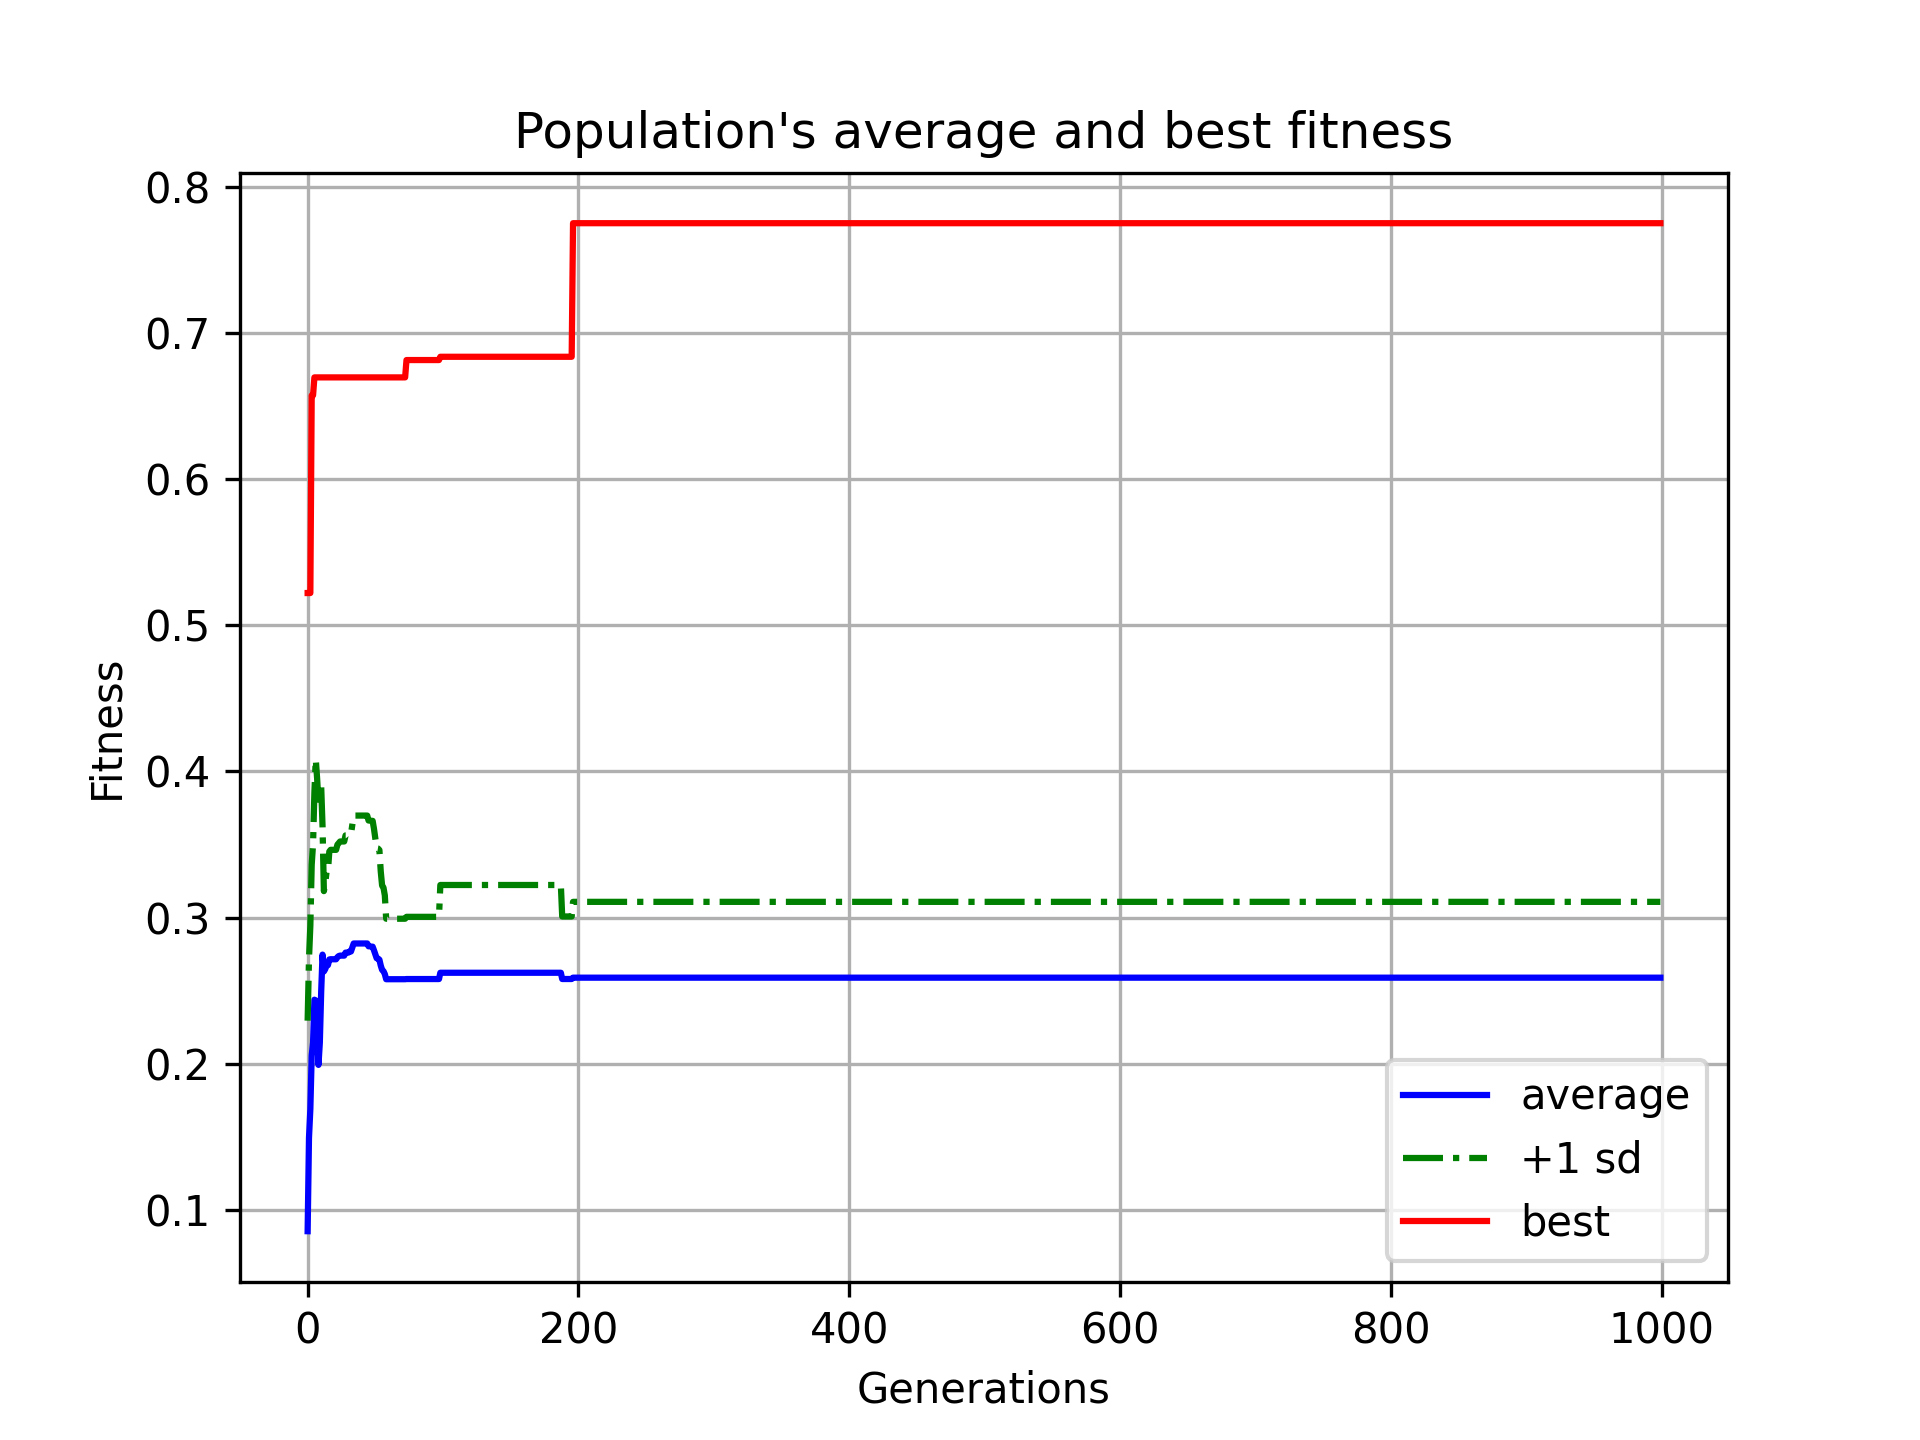 Population's average and best fitness
0.8
0.7
0.6
0.5
0.4
0.3
0.2
0.1
Fitness
average
+1 sd
best
0 200 400 600 800 1000
Generations